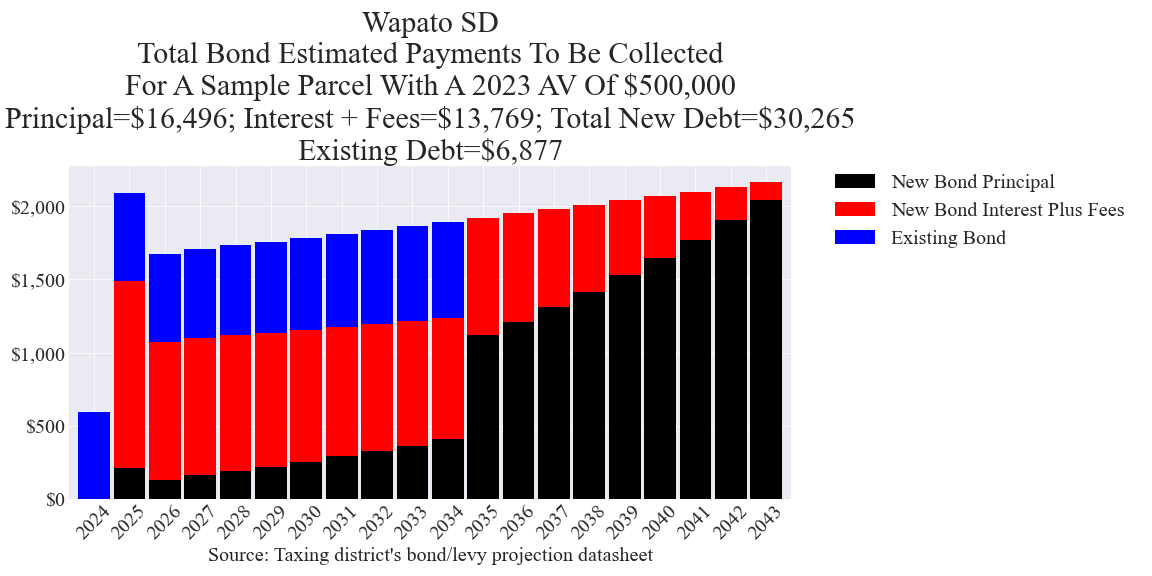 Wapato SD
Total Bond Estimated Payments To Be Collected
For A Sample Parcel With A 2023 AV Of $500,000
Principal=$16,496; Interest + Fees=$13,769; Total New Debt=$30,265
Existing Debt=$6,877
New Bond Principal
New Bond Interest Plus Fees
Existing Bond
$2,000
$1,500
$1,000
$500
$0
2024 2025 2026 2027 2028 2029 2030 2031 2032 2033 2034 2035 2036 2037 2038 2039 2040 2041 2042 2043
Source: Taxing district's bond/levy projection datasheet